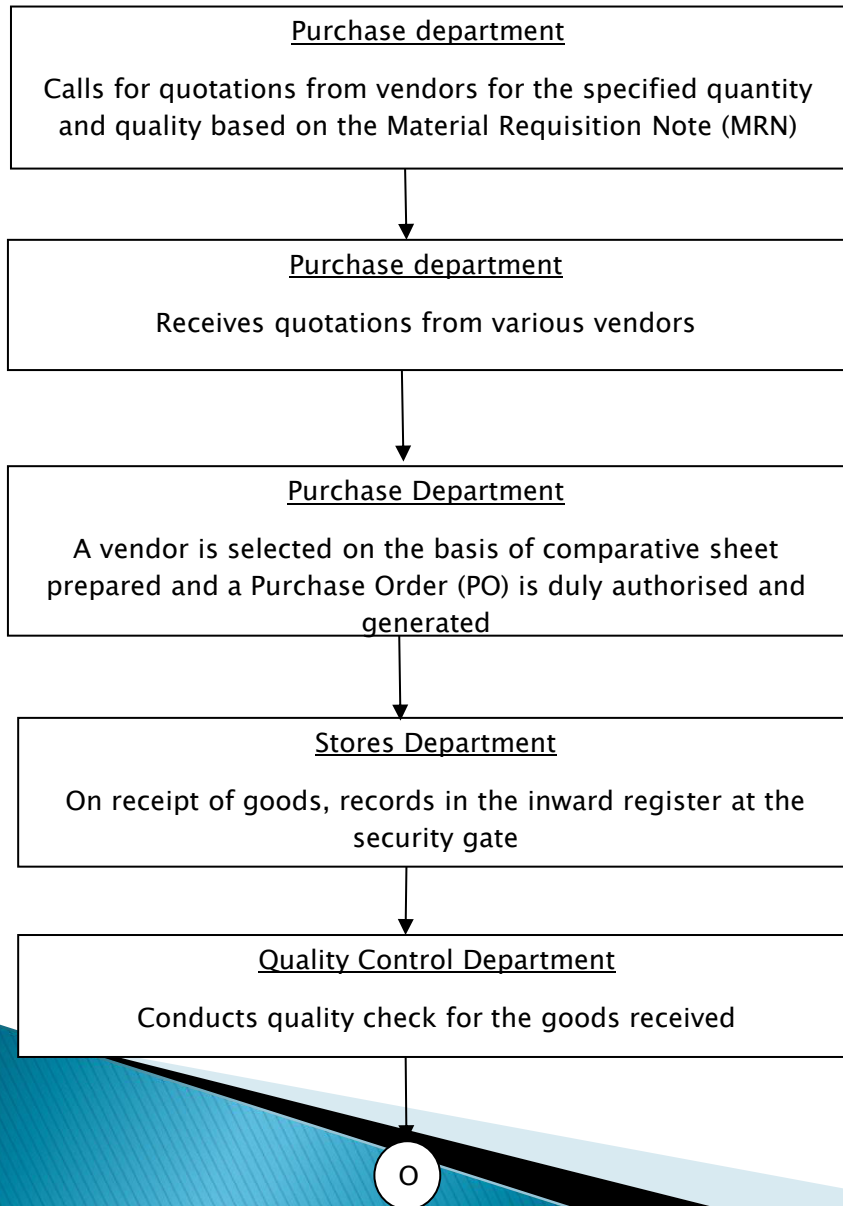 Purchase department
Calls for quotations from vendors for the specified quantity
and quality based on the Material Requisition Note (MRN)
Purchase department
Receives quotations from various vendors
Purchase Department
A vendor is selected on the basis of comparative sheet
prepared and a Purchase Order (PO) is duly authorised and
generated
Stores Department
On receipt of goods, records in the inward register at the
security gate
Quality Control Department
Conducts quality check for the goods received
O